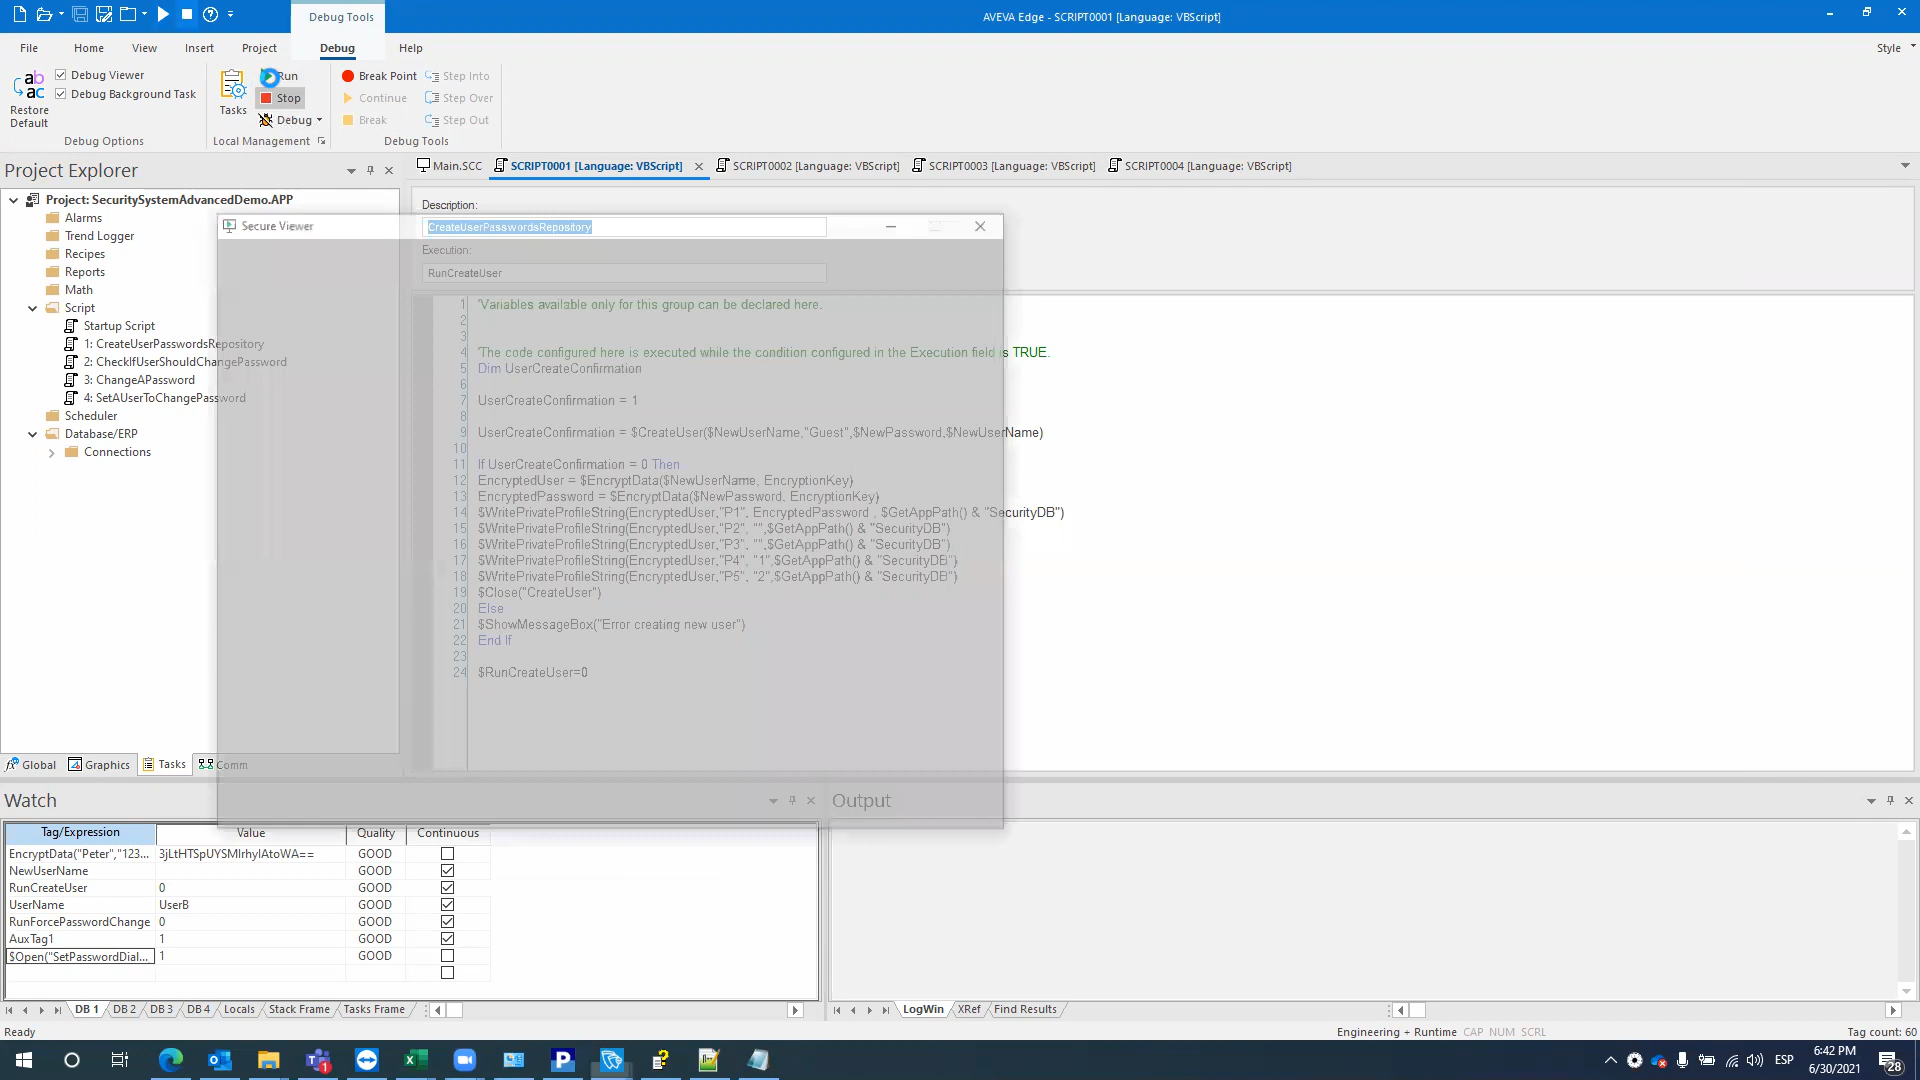 Debug Tools
AVEVA Edge - SCRIPT0001 [Language: VBScript]
File Home View Insert Project Debug Help Style
ab
ac
Restore
Default
Debug Viewer
Debug Background Task
Debug Options
Tasks
Run
Stop
Debug
Local Management
Break Point
Continue
Break
Step Into
Step Over
Step Out
Debug Tools
Project Explorer
Main.SCC SCRIPT0001 [Language: VBScript] SCRIPT0002 [Language: VBScript] SCRIPT0003 [Language: VBScript] SCRIPT0004 [Language: VBScript]
Project: SecuritySystemAdvancedDemo.APP
Alarms
Trend Logger
Recipes
Reports
Math
Script
Startup Script
1: CreateUserPasswordsRepository
2: CheckIfUserShouldChangePassword
3: ChangeAPassword
4: SetAUserToChangePassword
Scheduler
Database/ERP
Connections
Global Graphics Tasks Comm
Secure Viewer
Description:
CreateUserPasswordsRepository
Execution:
RunCreateUser
1 'Variables available only for this group can be declared here.
2
3
4 'The code configured here is executed while the condition configured in the Execution field is TRUE.
5 Dim UserCreateConfirmation
6
7 UserCreateConfirmation = 1
8
9 UserCreateConfirmation = $CreateUser($NewUserName,"Guest",$NewPassword,$NewUserName)
10
11 If UserCreateConfirmation = 0 Then
12 EncryptedUser = $EncryptData($NewUserName, EncryptionKey)
13 EncryptedPassword = $EncryptData($NewPassword, EncryptionKey)
14 $WritePrivateProfileString(EncryptedUser,"P1", EncryptedPassword , $GetAppPath() & "SecurityDB")
15 $WritePrivateProfileString(EncryptedUser,"P2", "",$GetAppPath() & "SecurityDB")
16 $WritePrivateProfileString(EncryptedUser,"P3", "",$GetAppPath() & "SecurityDB")
17 $WritePrivateProfileString(EncryptedUser,"P4", "1",$GetAppPath() & "SecurityDB")
18 $WritePrivateProfileString(EncryptedUser,"P5", "2",$GetAppPath() & "SecurityDB")
19 $Close("CreateUser")
20 Else
21 $ShowMessageBox("Error creating new user")
22 End If
23
24 $RunCreateUser=0
Watch
Tag/Expression Value Quality Continuous
EncryptData("Peter","123... 3jLtHTSpUYSMIrhylAtoWA== GOOD
NewUserName GOOD
RunCreateUser 0 GOOD
UserName UserB GOOD
RunForcePasswordChange 0 GOOD
AuxTag1 1 GOOD
$Open("SetPasswordDial... 1 GOOD
DB 1 DB 2 DB 3 DB 4 Locals Stack Frame Tasks Frame
Output
LogWin XRef Find Results
Ready
Engineering + Runtime CAP NUM SCRL Tag count: 60
1
ESP
6:42 PM
6/30/2021
28